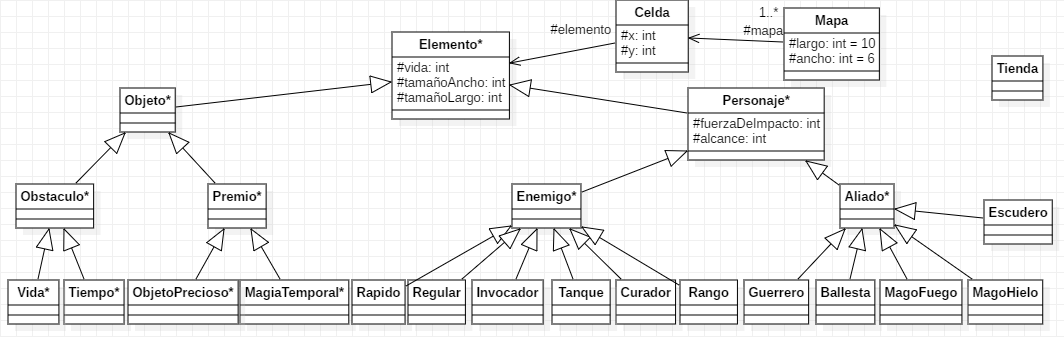 Celda
#x: int
#y: int
1..*
#mapa
Mapa
#largo: int = 10
#ancho: int = 6
#elemento
Elemento*
#vida: int
#tamañoAncho: int
#tamañoLargo: int
Tienda
Objeto*
Personaje*
#fuerzaDeImpacto: int
#alcance: int
Obstaculo*
Premio*
Enemigo*
Aliado*
Escudero
Vida*
Tiempo*
ObjetoPrecioso*
MagiaTemporal*
Rapido
Regular
Invocador
Tanque
Curador
Rango
Guerrero
Ballesta
MagoFuego
MagoHielo